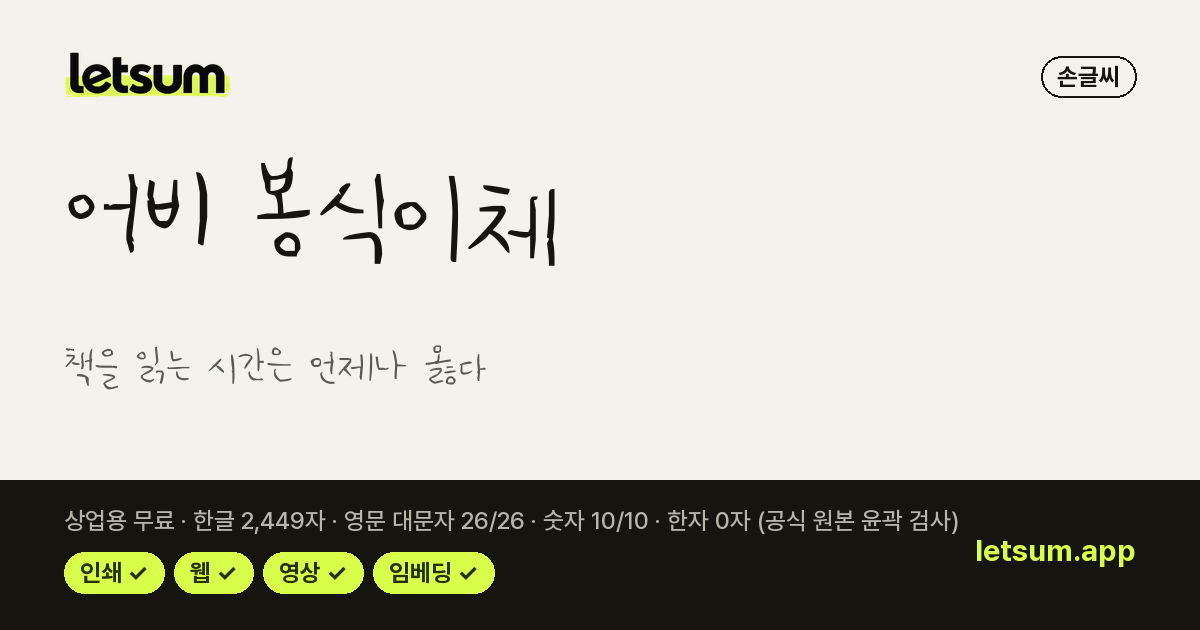 letsum
손글씨
어비 봉식이체
책을 읽는 시간은 언제나 옳다
상업용 무료 · 한글 2,449자 · 영문 대문자 26/26 · 숫자 10/10 · 한자 0자 (공식 원본 윤곽 검사)
인쇄 ✓ 웹 ✓ 영상 ✓ 임베딩 ✓
letsum.app